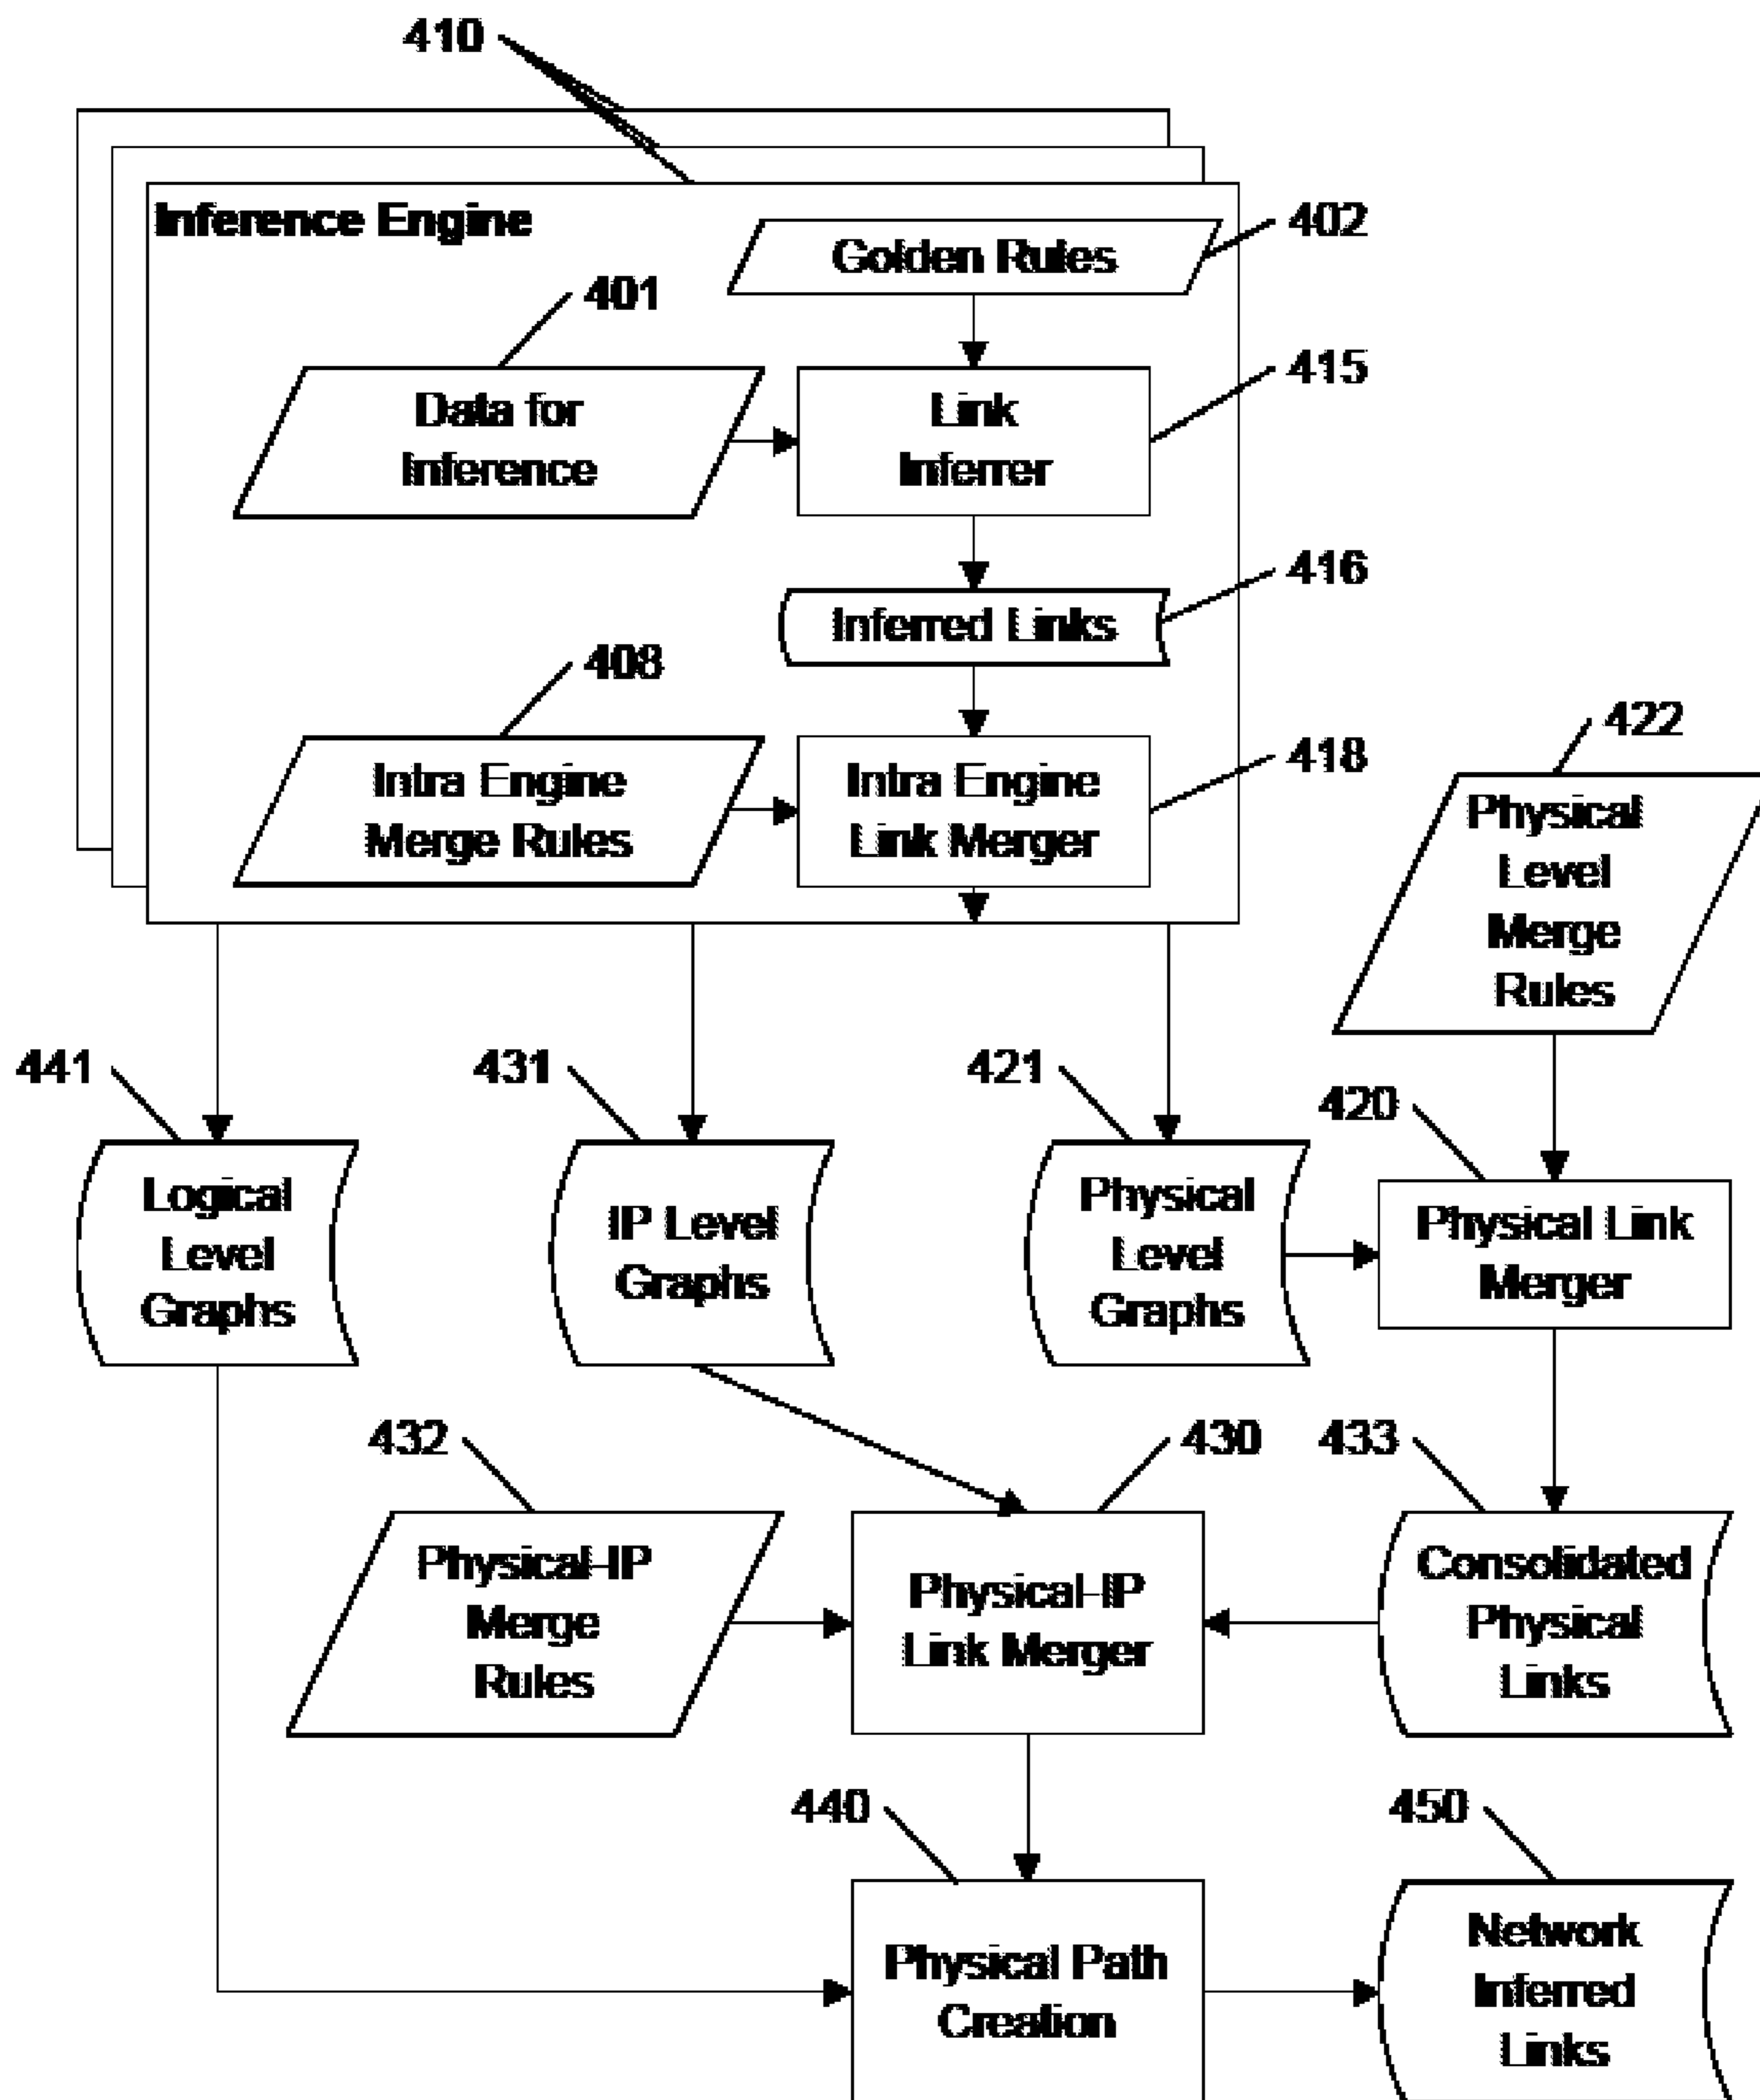 410
Inference Engine
Golden Rules
402
401
Data for
Inference
Link
Inferrer
415
Inferred Links
416
408
Intra Engine
Merge Rules
Intra Engine
Link Merger
418
422
Physical
Level
Merge
Rules
441
431
421
420
Logical
Level
Graphs
IP Level
Graphs
Physical
Level
Graphs
Physical Link
Merger
432
430
433
Physical-IP
Merge
Rules
Physical-IP
Link Merger
Consolidated
Physical
Links
440
450
Physical Path
Creation
Network
Inferred
Links